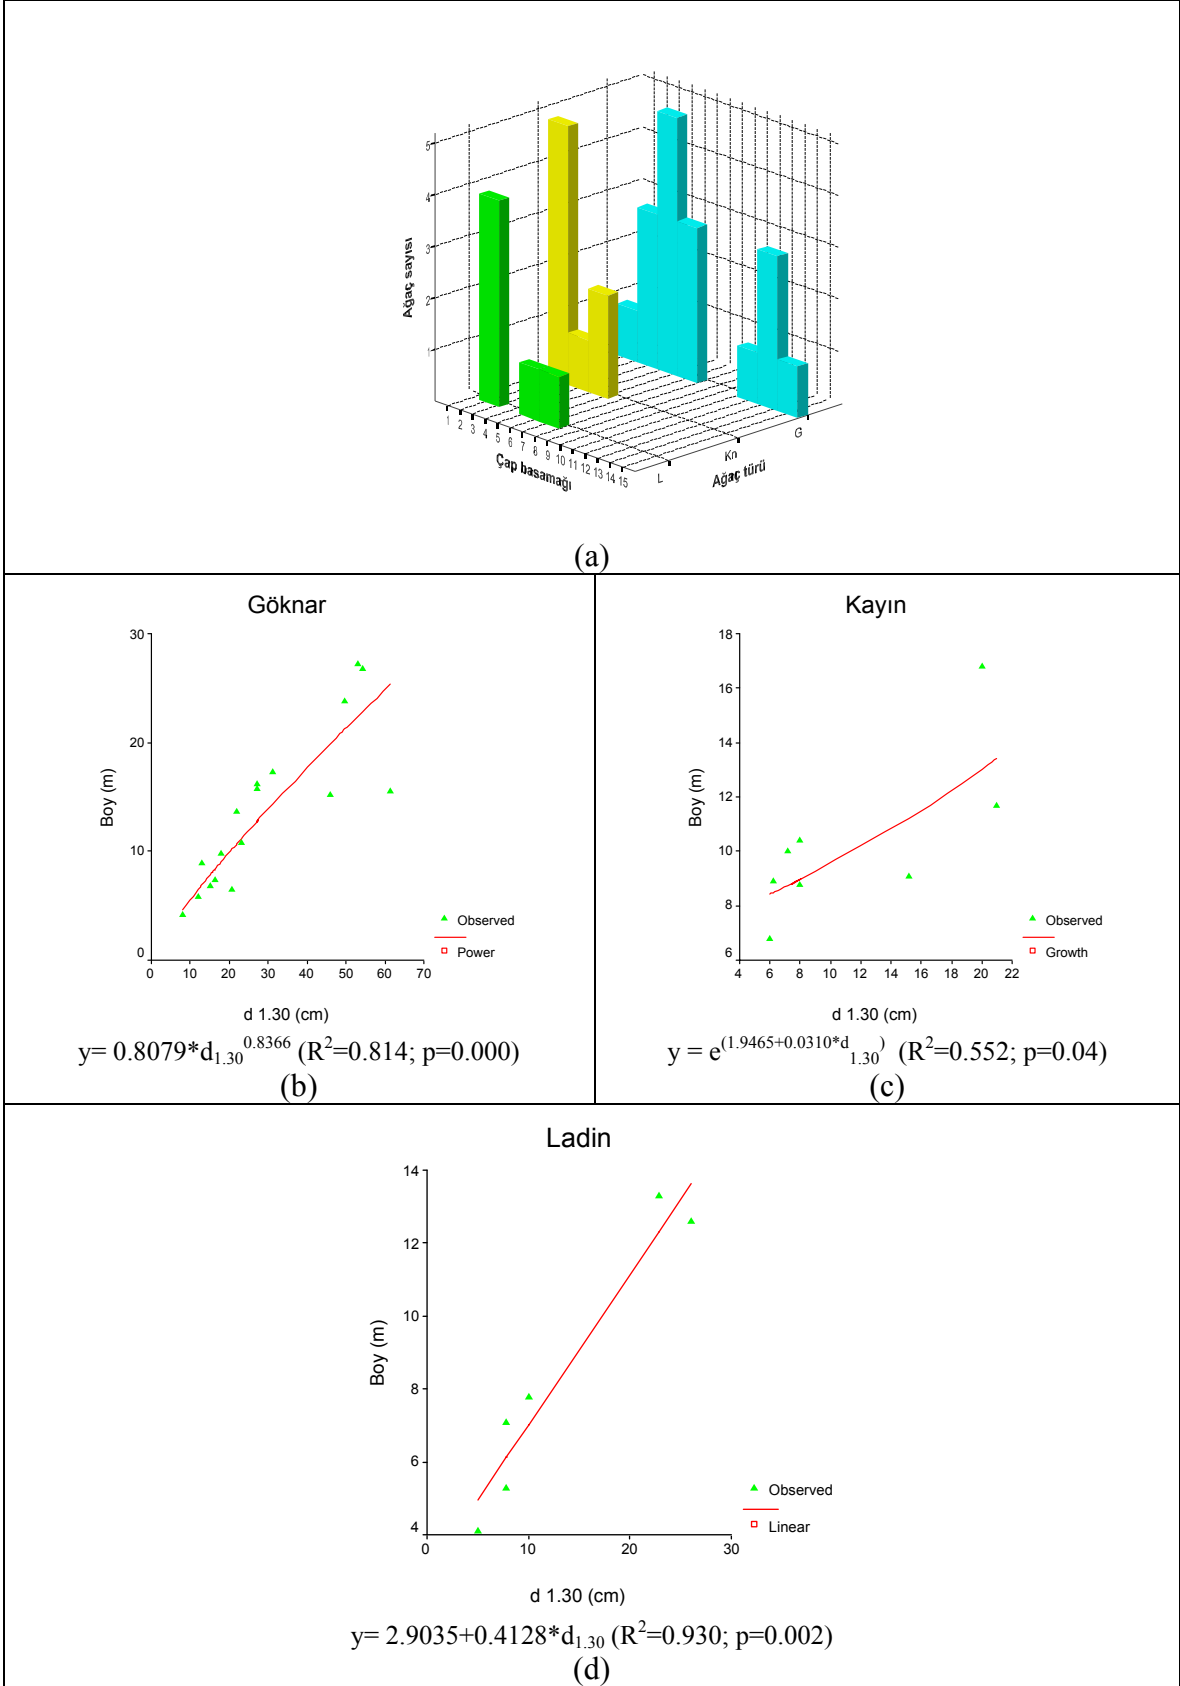 5
4
3
2
1
Ağaç sayısı
1 2 3 4 5 6 7 8 9 10 11 12 13 14 15
Çap basamağı
L Kn G
Ağaç türü
(a)
Göknar
30
20
10
0
Boy (m)
0 10 20 30 40 50 60 70
d 1.30 (cm)
Observed
Power
y= 0.8079*d1.30^0.8366 (R²=0.814; p=0.000)
(b)
Kayın
18
16
14
12
10
8
6
Boy (m)
4 6 8 10 12 14 16 18 20 22
d 1.30 (cm)
Observed
Growth
y = e^(1.9465+0.0310*d1.30) (R²=0.552; p=0.04)
(c)
Ladin
14
12
10
8
6
4
Boy (m)
0 10 20 30
d 1.30 (cm)
Observed
Linear
y= 2.9035+0.4128*d1.30 (R²=0.930; p=0.002)
(d)